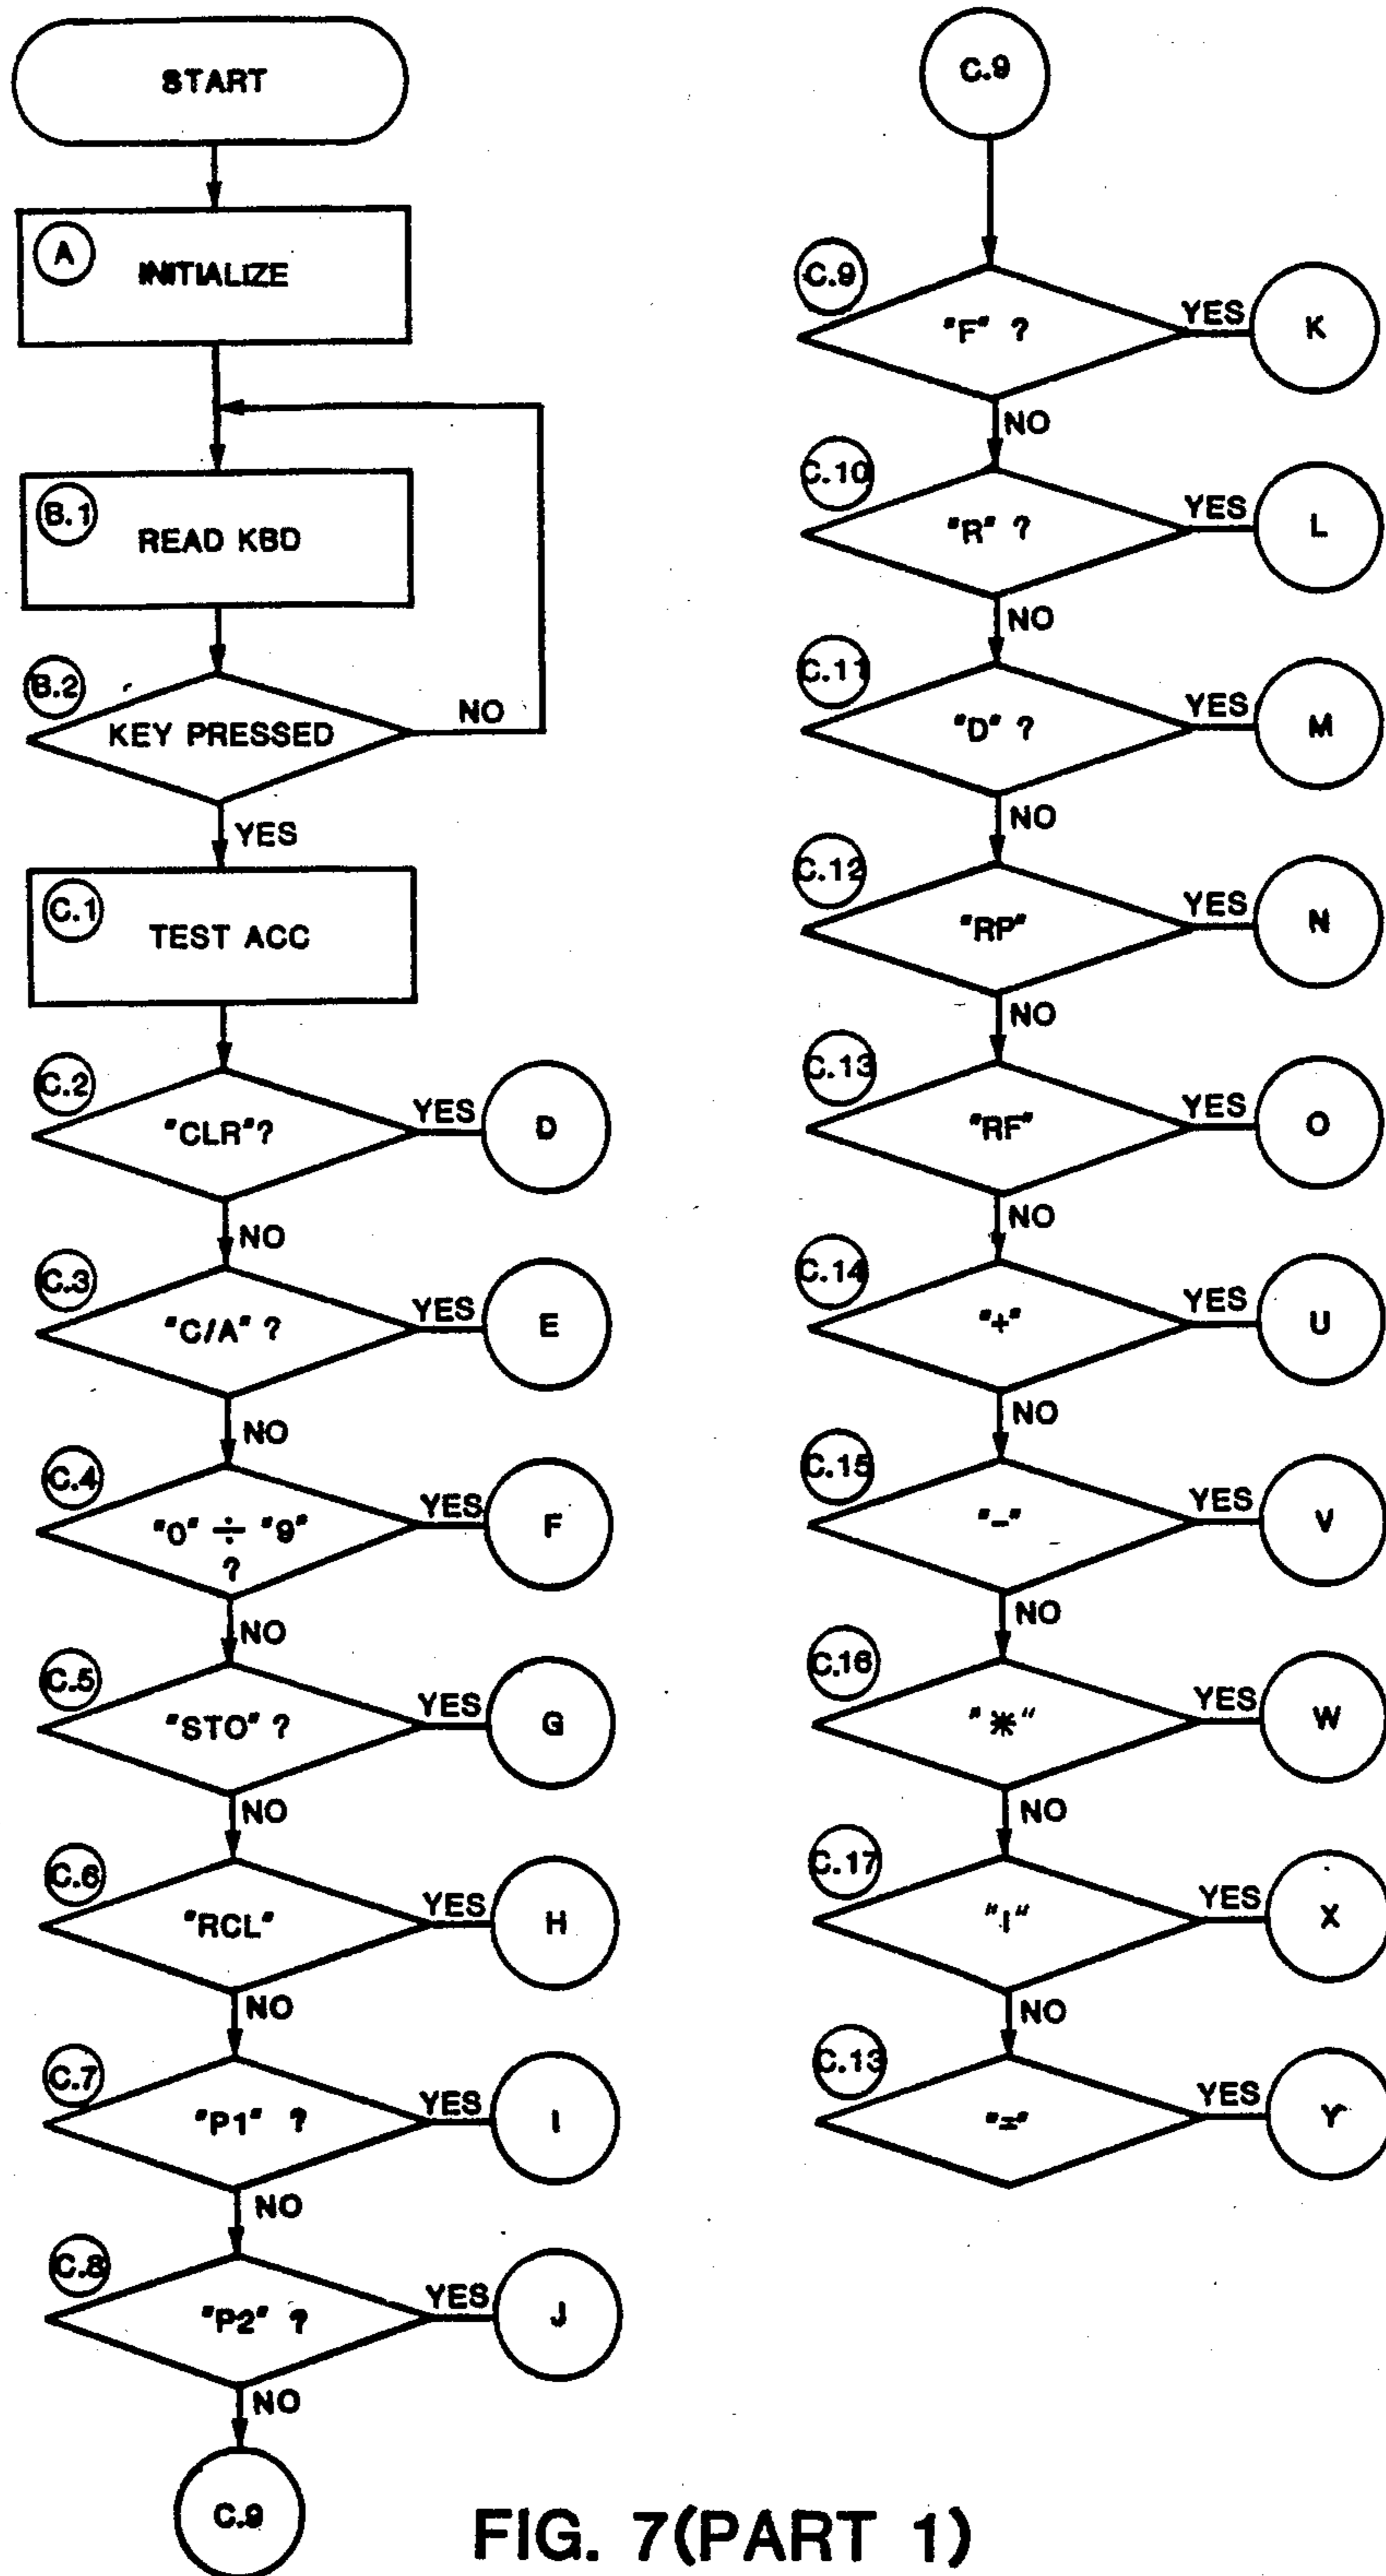 START
A
INITIALIZE
B.1
READ KBD
B.2
KEY PRESSED
NO
YES
C.1
TEST ACC
C.2
"CLR"?
YES
D
NO
C.3
"C/A" ?
YES
E
NO
C.4
"0" ÷ "9"
?
YES
F
NO
C.5
"STO" ?
YES
G
NO
C.6
"RCL"
YES
H
NO
C.7
"P1" ?
YES
I
NO
C.8
"P2" ?
YES
J
NO
C.9
C.9
C.9
"F" ?
YES
K
NO
C.10
"R" ?
YES
L
NO
C.11
"D" ?
YES
M
NO
C.12
"RP"
YES
N
NO
C.13
"RF"
YES
O
NO
C.14
"+"
YES
U
NO
C.15
"-"
YES
V
NO
C.16
"*"
YES
W
NO
C.17
"I"
YES
X
NO
C.13
"="
YES
Y
FIG. 7(PART 1)